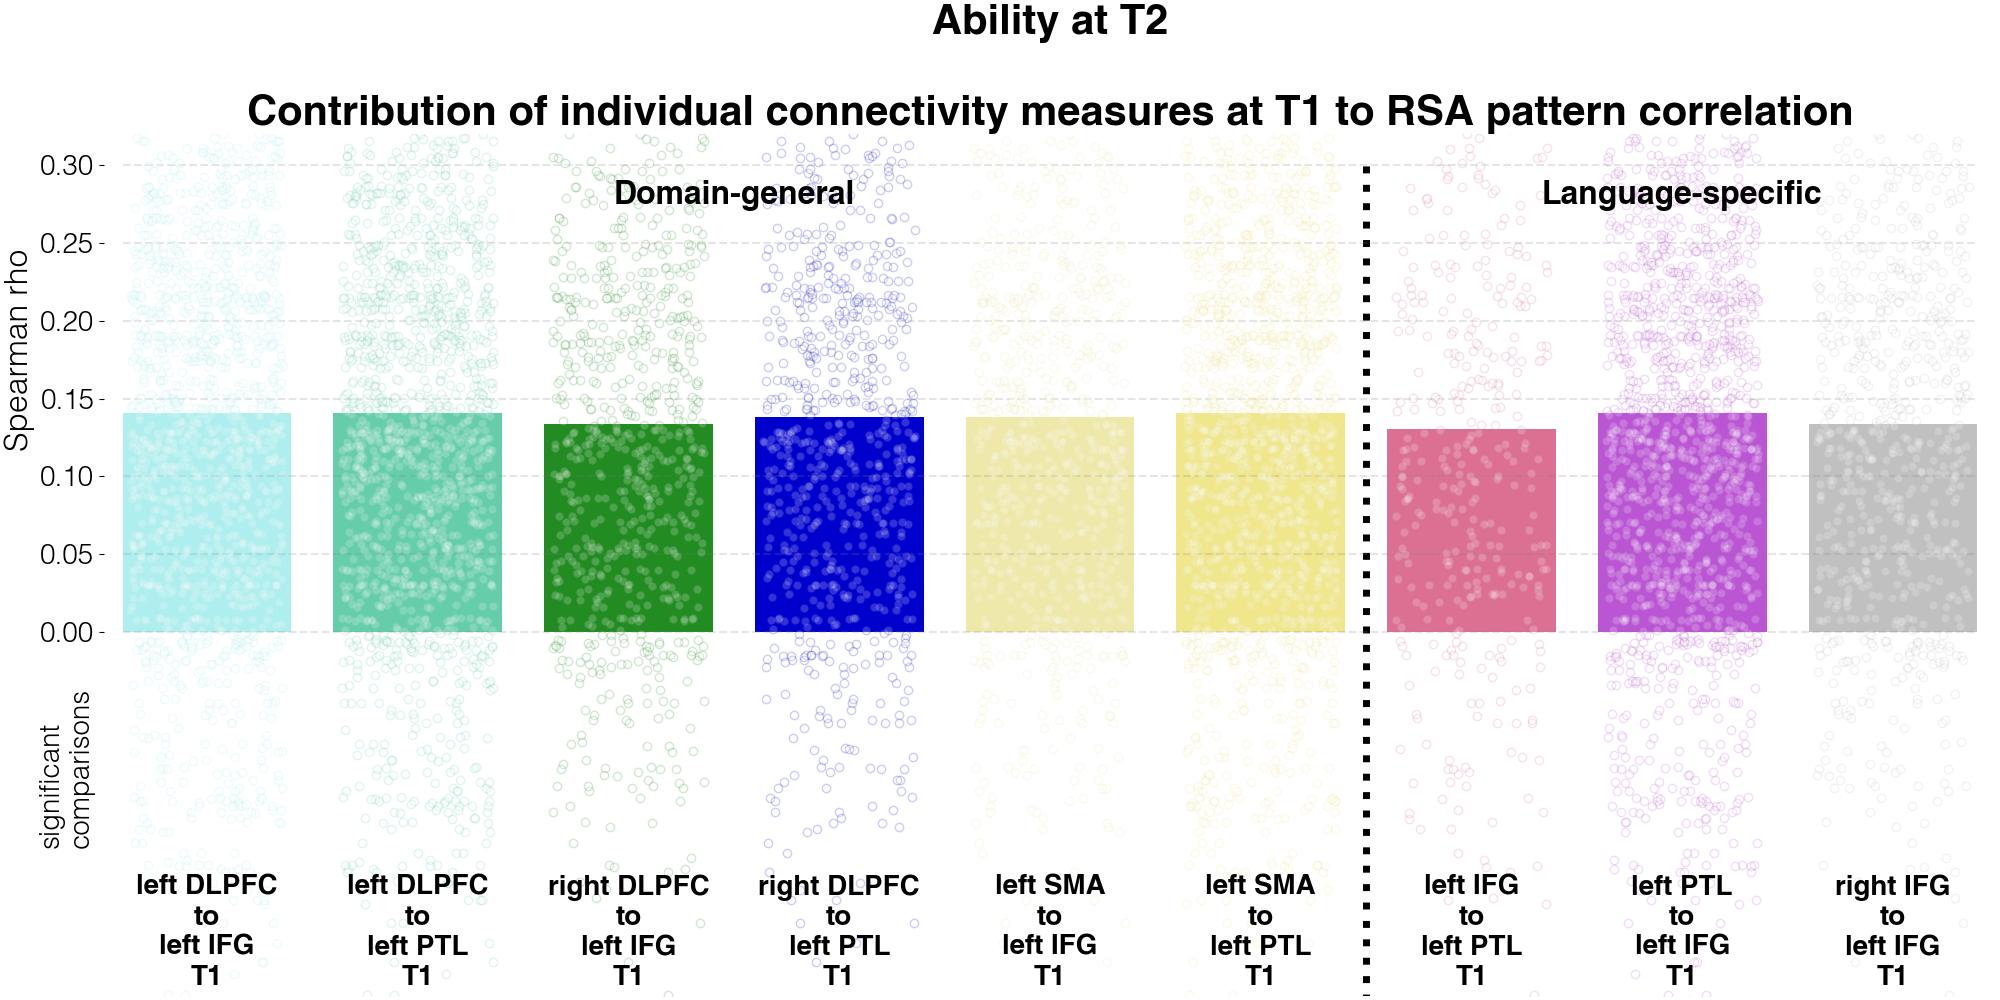 Ability at T2
Contribution of individual connectivity measures at T1 to RSA pattern correlation
Domain-general
Language-specific
Spearman rho
0.30
0.25
0.20
0.15
0.10
0.05
0.00
significant
comparisons
left DLPFC
to
left IFG
T1
left DLPFC
to
left PTL
T1
right DLPFC
to
left IFG
T1
right DLPFC
to
left PTL
T1
left SMA
to
left IFG
T1
left SMA
to
left PTL
T1
left IFG
to
left PTL
T1
left PTL
to
left IFG
T1
right IFG
to
left IFG
T1